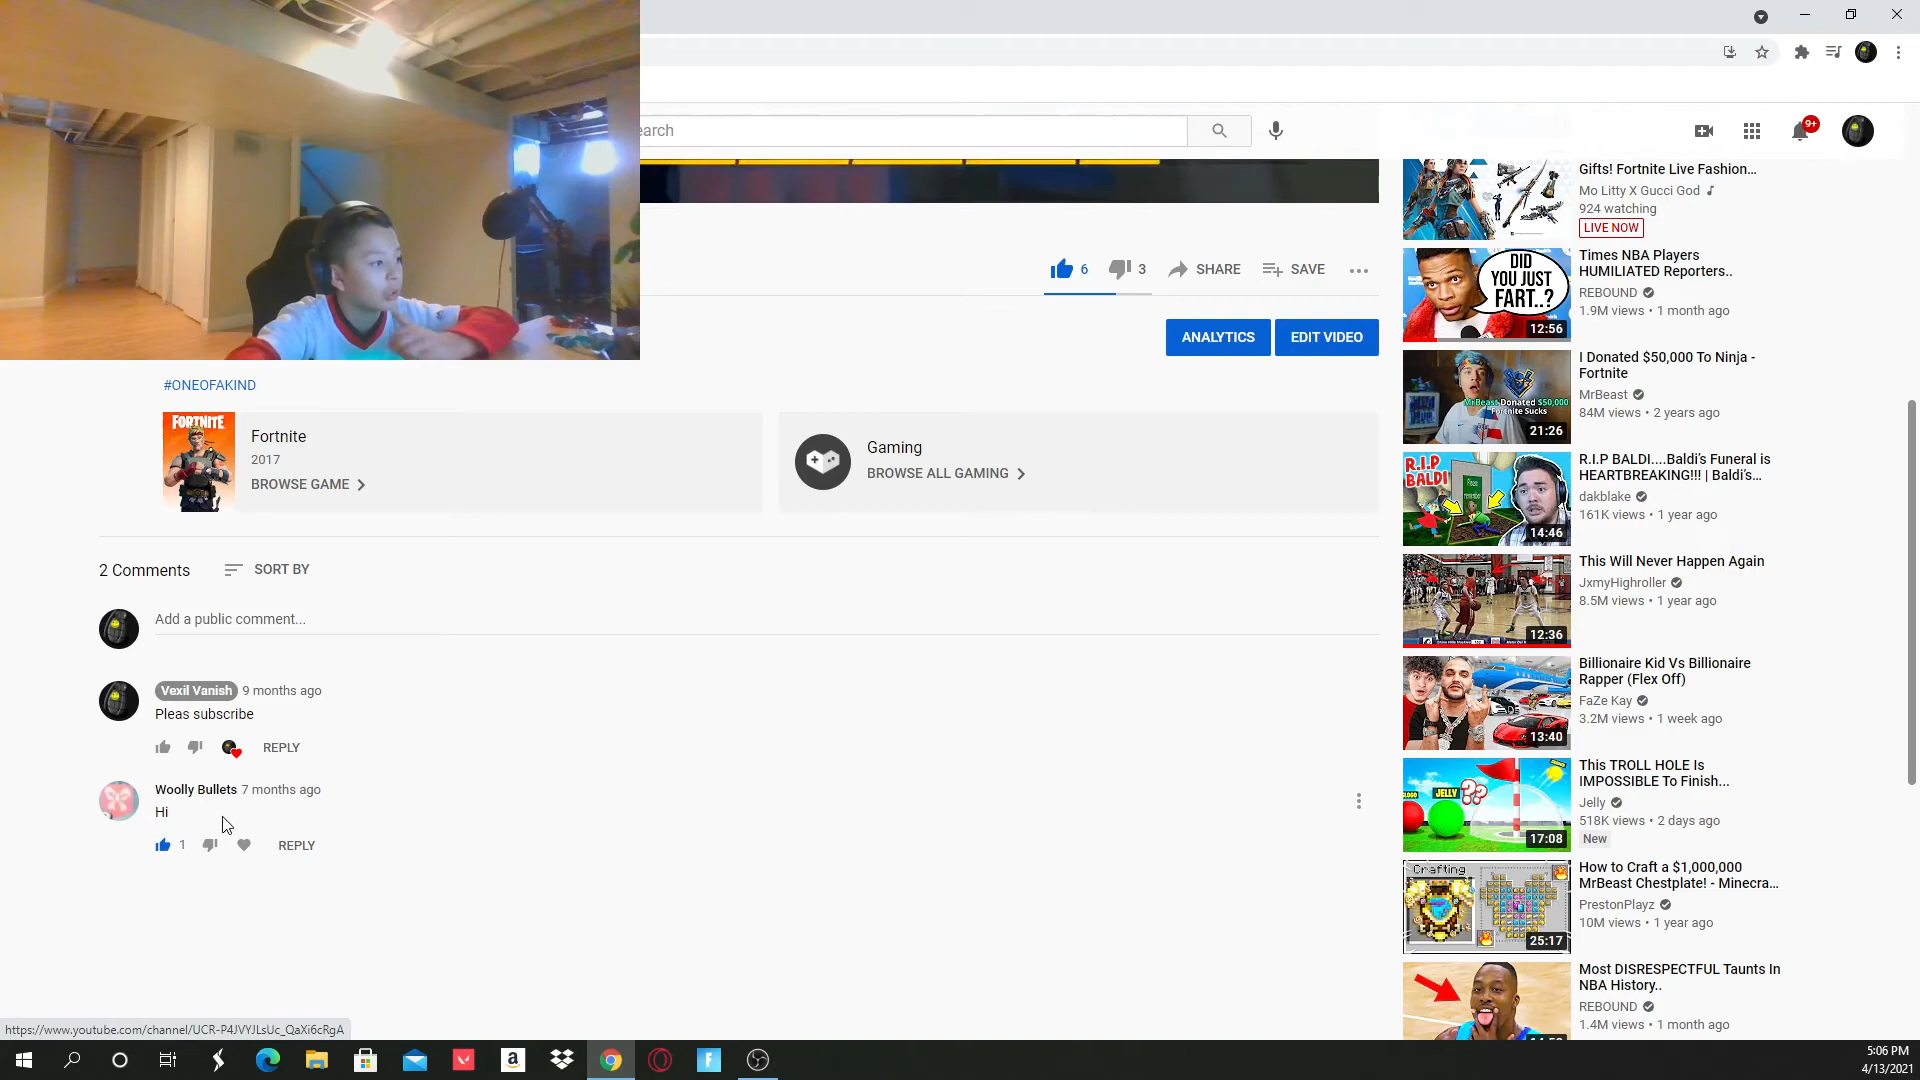 earch
9+
6
3
SHARE
SAVE
ANALYTICS
EDIT VIDEO
#ONEOFAKIND
FORTNITE
Fortnite
2017
BROWSE GAME
Gaming
BROWSE ALL GAMING
2 Comments
SORT BY
Add a public comment...
Vexil Vanish 9 months ago
Pleas subscribe
REPLY
Woolly Bullets 7 months ago
Hi
1
REPLY
Gifts! Fortnite Live Fashion...
Mo Litty X Gucci God
924 watching
LIVE NOW
DID
YOU JUST
FART..?
12:56
Times NBA Players
HUMILIATED Reporters..
REBOUND
1.9M views • 1 month ago
MrBeast Donated $50,000
Fortnite Sucks
21:26
I Donated $50,000 To Ninja -
Fortnite
MrBeast
84M views • 2 years ago
R.I.P
BALDI
Please
remember
14:46
R.I.P BALDI....Baldi's Funeral is
HEARTBREAKING!!! | Baldi's...
dakblake
161K views • 1 year ago
12:36
This Will Never Happen Again
JxmyHighroller
8.5M views • 1 year ago
13:40
Billionaire Kid Vs Billionaire
Rapper (Flex Off)
FaZe Kay
3.2M views • 1 week ago
JELLY
??
17:08
This TROLL HOLE Is
IMPOSSIBLE To Finish...
Jelly
518K views • 2 days ago
New
Crafting
25:17
How to Craft a $1,000,000
MrBeast Chestplate! - Minecra...
PrestonPlayz
10M views • 1 year ago
Most DISRESPECTFUL Taunts In
NBA History..
REBOUND
1.4M views • 1 month ago
https://www.youtube.com/channel/UCR-P4JVYJLsUc_QaXi6cRgA
5:06 PM
4/13/2021